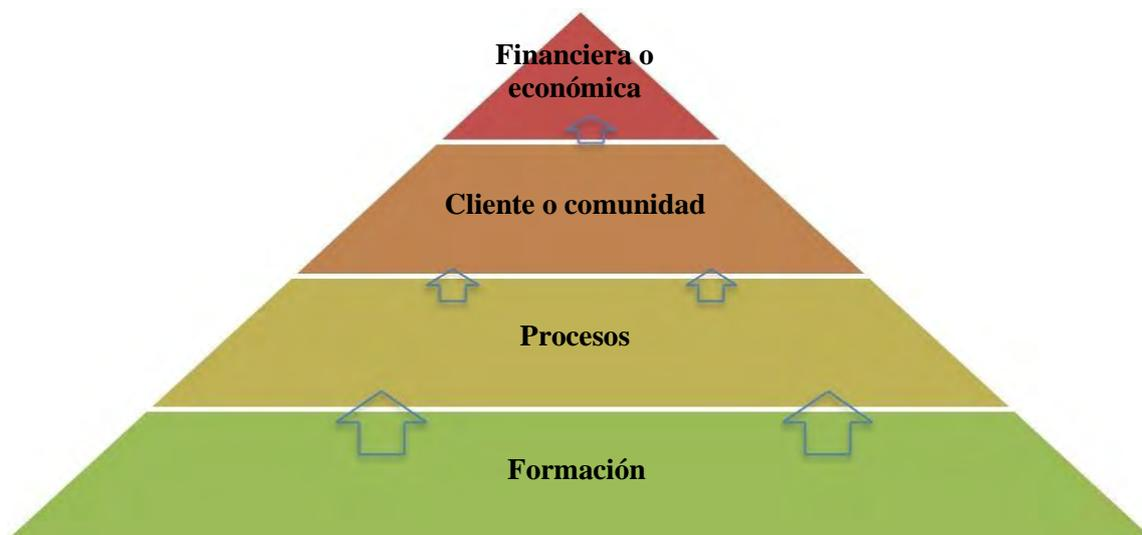 Financiera o
económica
Cliente o comunidad
Procesos
Formación